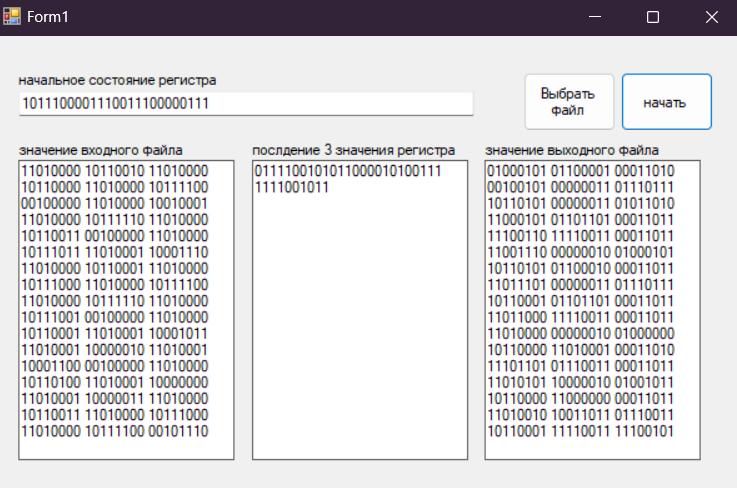 Form1
начальное состояние регистра
Выбрать
файл
начать
1011100001110011100000111
значение входного файла
11010000 10110010 11010000
10110000 11010000 10111100
00100000 11010000 10010001
11010000 10111110 11010000
10110011 00100000 11010000
10111011 11010001 10001110
11010000 10110001 11010000
10111000 11010000 10111100
11010000 10111110 11010000
10111001 00100000 11010000
10110001 11010001 10001011
11010001 10000010 11010001
10001100 00100000 11010000
10110100 11010001 10000000
11010001 10000011 11010000
10110011 11010000 10111000
11010000 10111100 00101110
послдение 3 значения регистра
0111100101011000010100111
1111001011
значение выходного файла
01000101 01100001 00011010
00100101 00000011 01110111
10110101 00000011 01011010
11000101 01101101 00011011
11100110 11110011 00011011
11001110 00000010 01000101
10110101 01100010 00011011
11011101 00000011 01110111
10110001 01101101 00011011
11011000 11110011 00011011
11010000 00000010 01000000
10110000 11010001 00011010
11101101 01110011 00011011
11010101 10000010 01001011
10110000 11000000 00011011
11010010 10011011 01110011
10110001 11110011 11100101